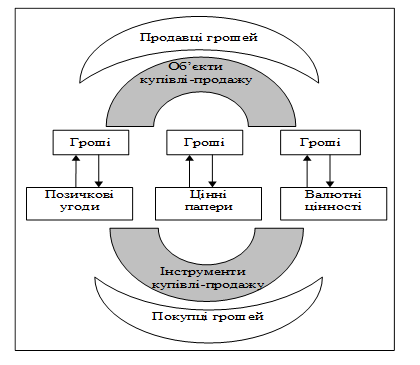 Продавці грошей
Об’єкти
купівлі-продажу
Гроші
Гроші
Гроші
Позичкові
угоди
Цінні
папери
Валютні
цінності
Інструменти
купівлі-продажу
Покупці грошей